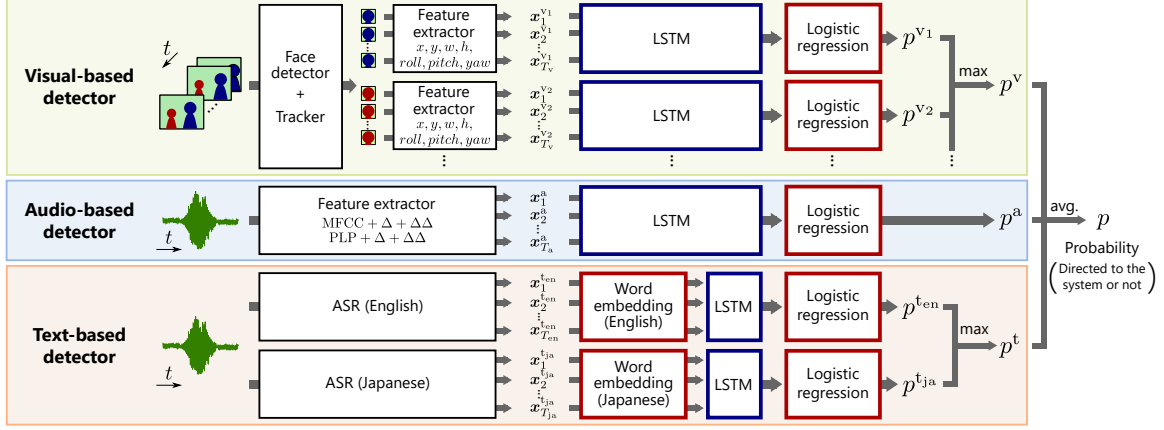 Visual-based
detector
t
Face
detector
+
Tracker
Feature
extractor
x, y, w, h,
roll, pitch, yaw
x_1^{v_1}
x_2^{v_1}
⋮
x_{T_v}^{v_1}
LSTM
Logistic
regression
p^{v_1}
Feature
extractor
x, y, w, h,
roll, pitch, yaw
x_1^{v_2}
x_2^{v_2}
⋮
x_{T_v}^{v_2}
LSTM
Logistic
regression
p^{v_2}
max
p^v
Audio-based
detector
t
Feature extractor
MFCC + Δ + ΔΔ
PLP + Δ + ΔΔ
x_1^a
x_2^a
⋮
x_{T_a}^a
LSTM
Logistic
regression
p^a
avg.
p
Probability
(Directed to the
system or not)
Text-based
detector
t
ASR (English)
x_1^{t_en}
x_2^{t_en}
⋮
x_{T_en}^{t_en}
Word
embedding
(English)
LSTM
Logistic
regression
p^{t_en}
ASR (Japanese)
x_1^{t_ja}
x_2^{t_ja}
⋮
x_{T_ja}^{t_ja}
Word
embedding
(Japanese)
LSTM
Logistic
regression
p^{t_ja}
max
p^t